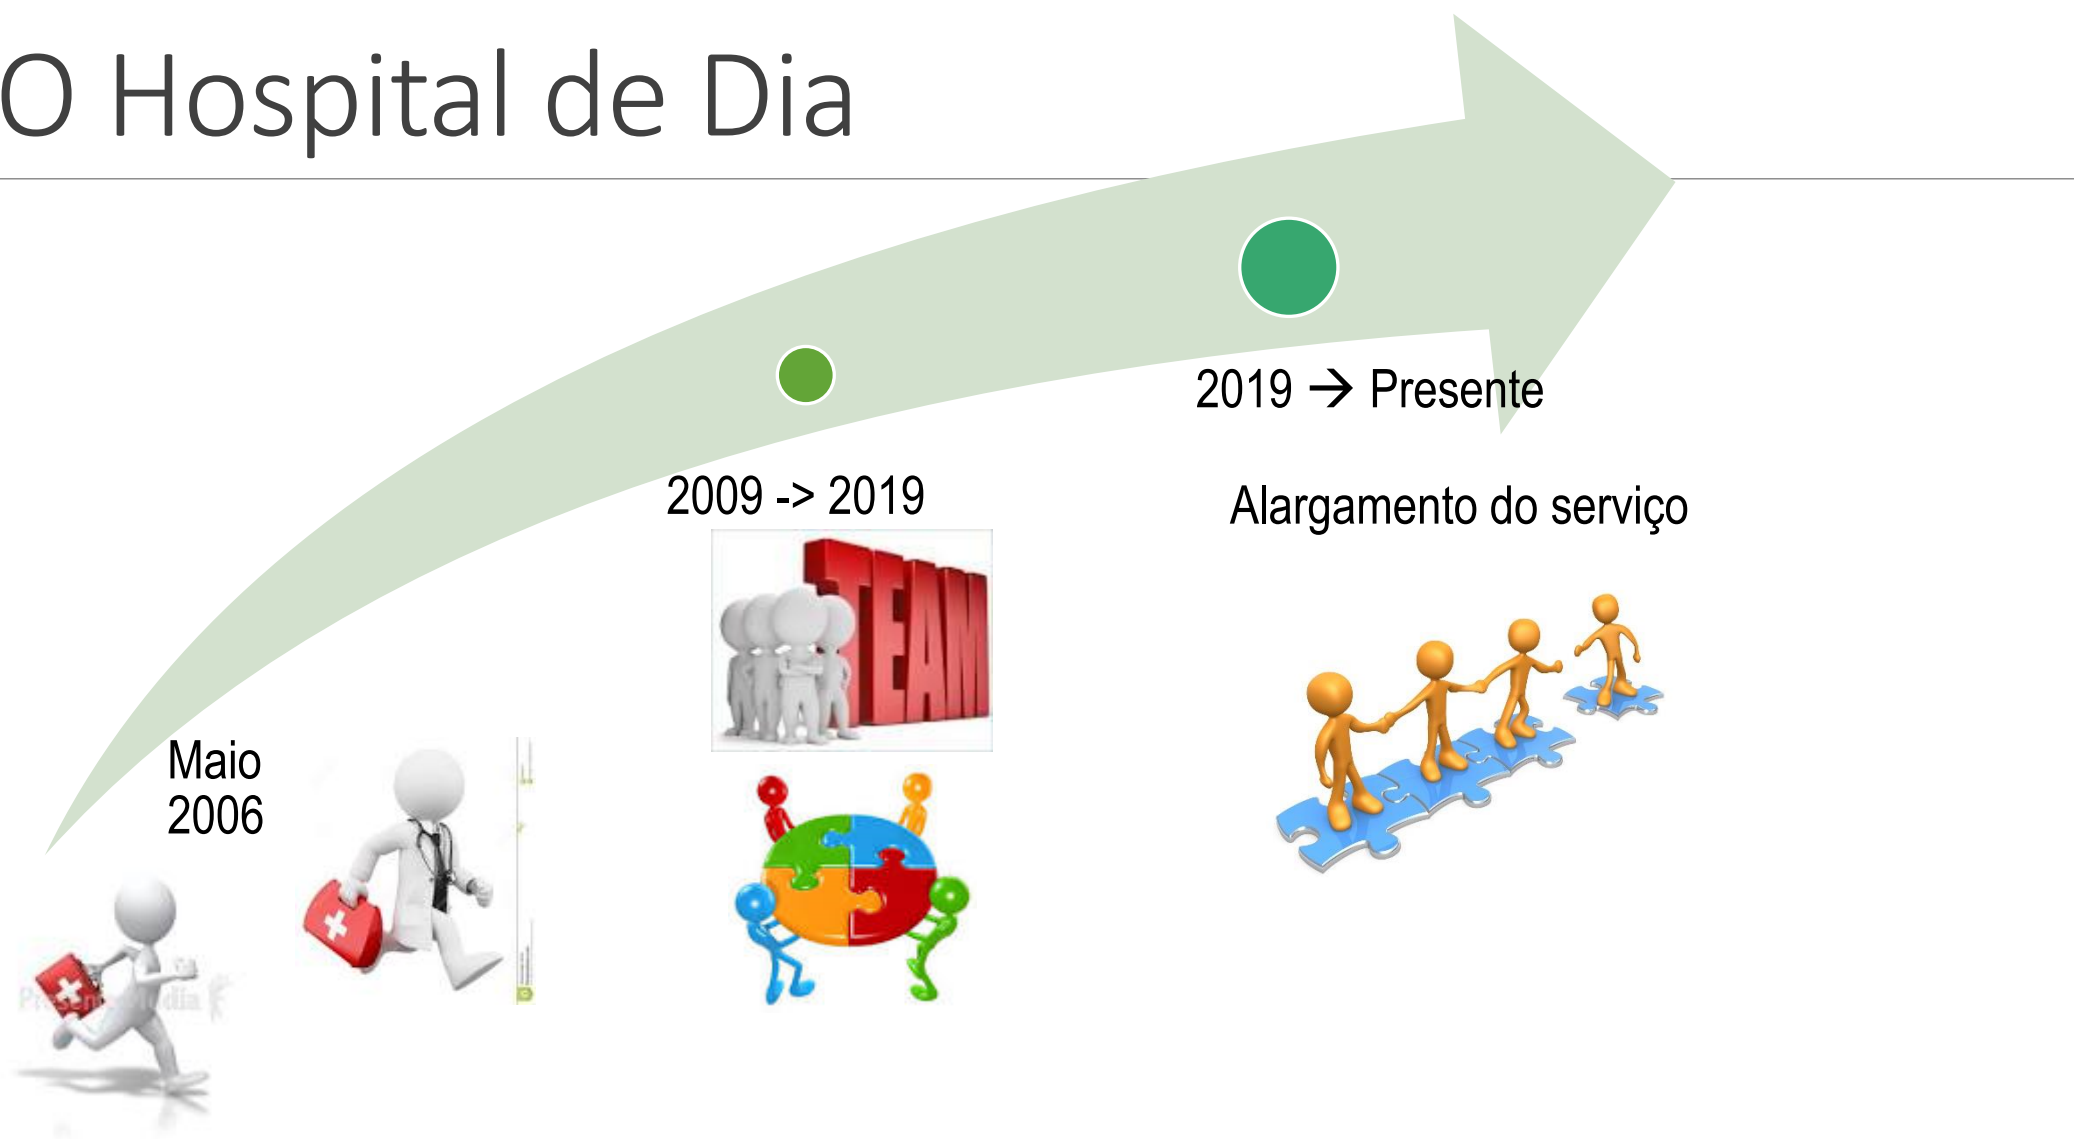 O Hospital de Dia
2019 → Presente
2009 -> 2019
Alargamento do serviço
TEAM
Maio
2006